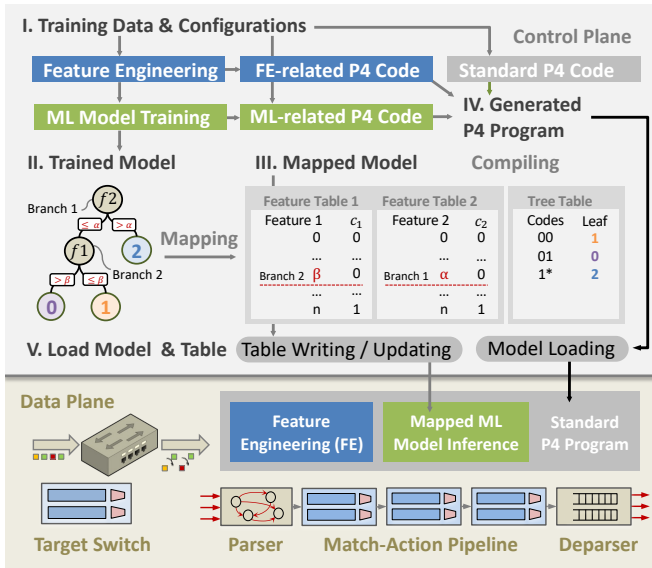 I. Training Data & Configurations
Control Plane
Feature Engineering
FE-related P4 Code
Standard P4 Code
ML Model Training
ML-related P4 Code
IV. Generated
P4 Program
II. Trained Model
III. Mapped Model
Compiling
Branch 1
f2
≤ α
> α
f1
2
Branch 2
> β
≤ β
0
1
Mapping
Feature Table 1
Feature 1 c₁
0 0
... ...
Branch 2 β 0
... ...
n 1
Feature Table 2
Feature 2 c₂
0 0
... ...
Branch 1 α 0
... ...
n 1
Tree Table
Codes Leaf
00 1
01 0
1* 2
V. Load Model & Table
Table Writing / Updating
Model Loading
Data Plane
Feature
Engineering (FE)
Mapped ML
Model Inference
Standard
P4 Program
Target Switch
Parser
Match-Action Pipeline
Deparser